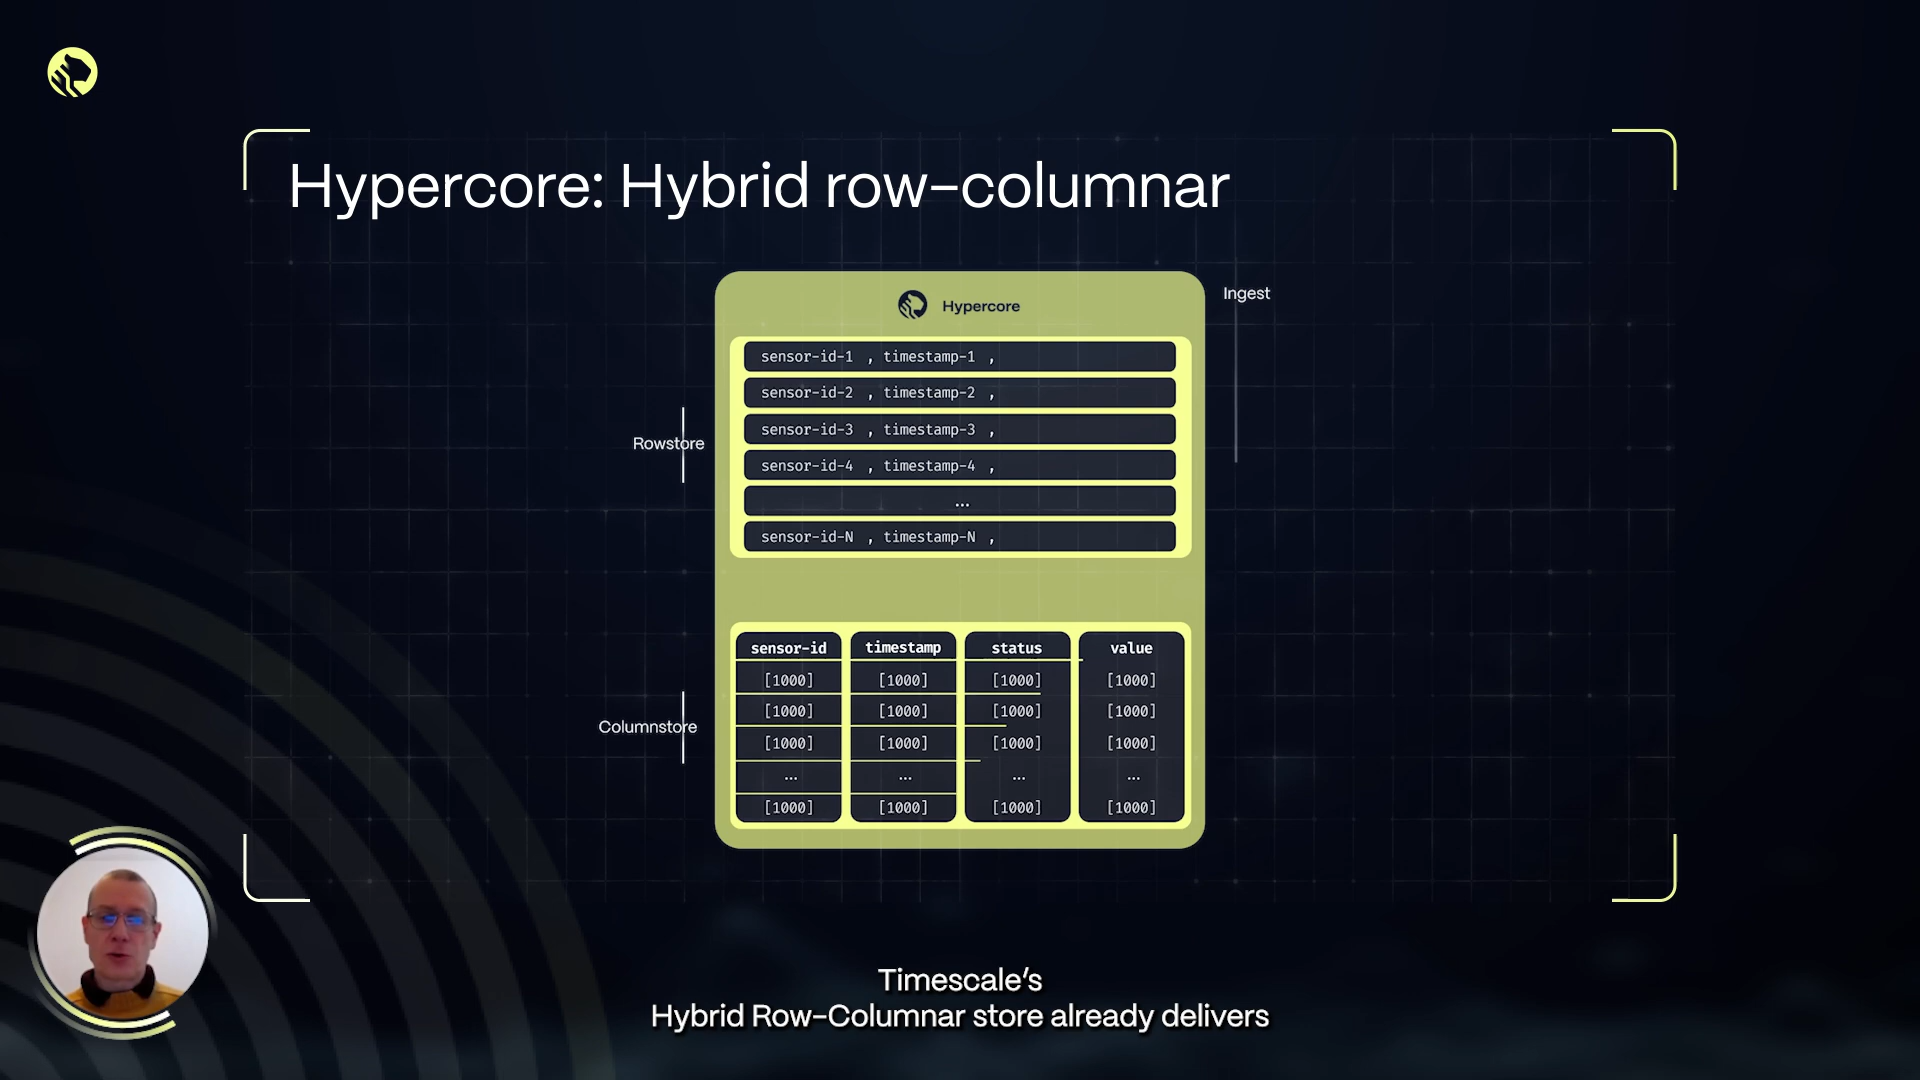 Hypercore: Hybrid row-columnar
Hypercore
Ingest
sensor-id-1 , timestamp-1 ,
sensor-id-2 , timestamp-2 ,
sensor-id-3 , timestamp-3 ,
Rowstore
sensor-id-4 , timestamp-4 ,
...
sensor-id-N , timestamp-N ,
sensor-id timestamp status value
[1000] [1000] [1000] [1000]
[1000] [1000] [1000] [1000]
Columnstore
[1000] [1000] [1000] [1000]
... ... ... ...
[1000] [1000] [1000] [1000]
Timescale's
Hybrid Row-Columnar store already delivers